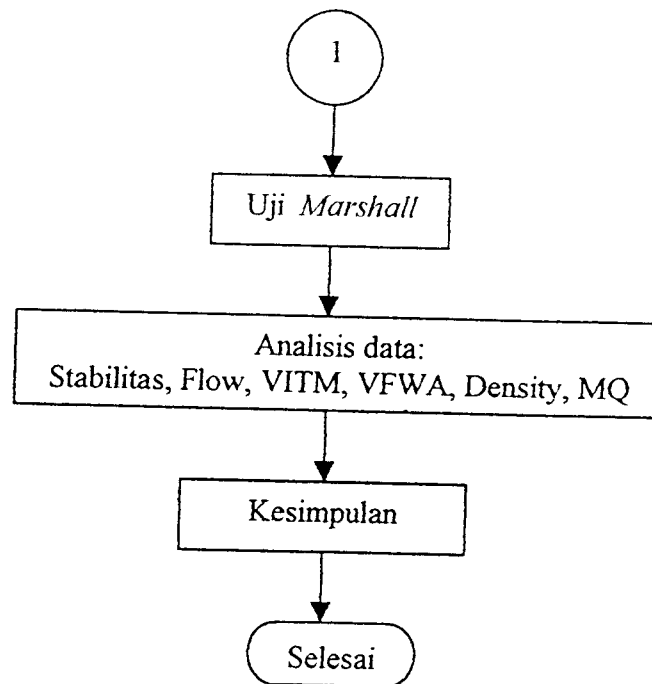 1
Uji Marshall
Analisis data:
Stabilitas, Flow, VITM, VFWA, Density, MQ
Kesimpulan
Selesai